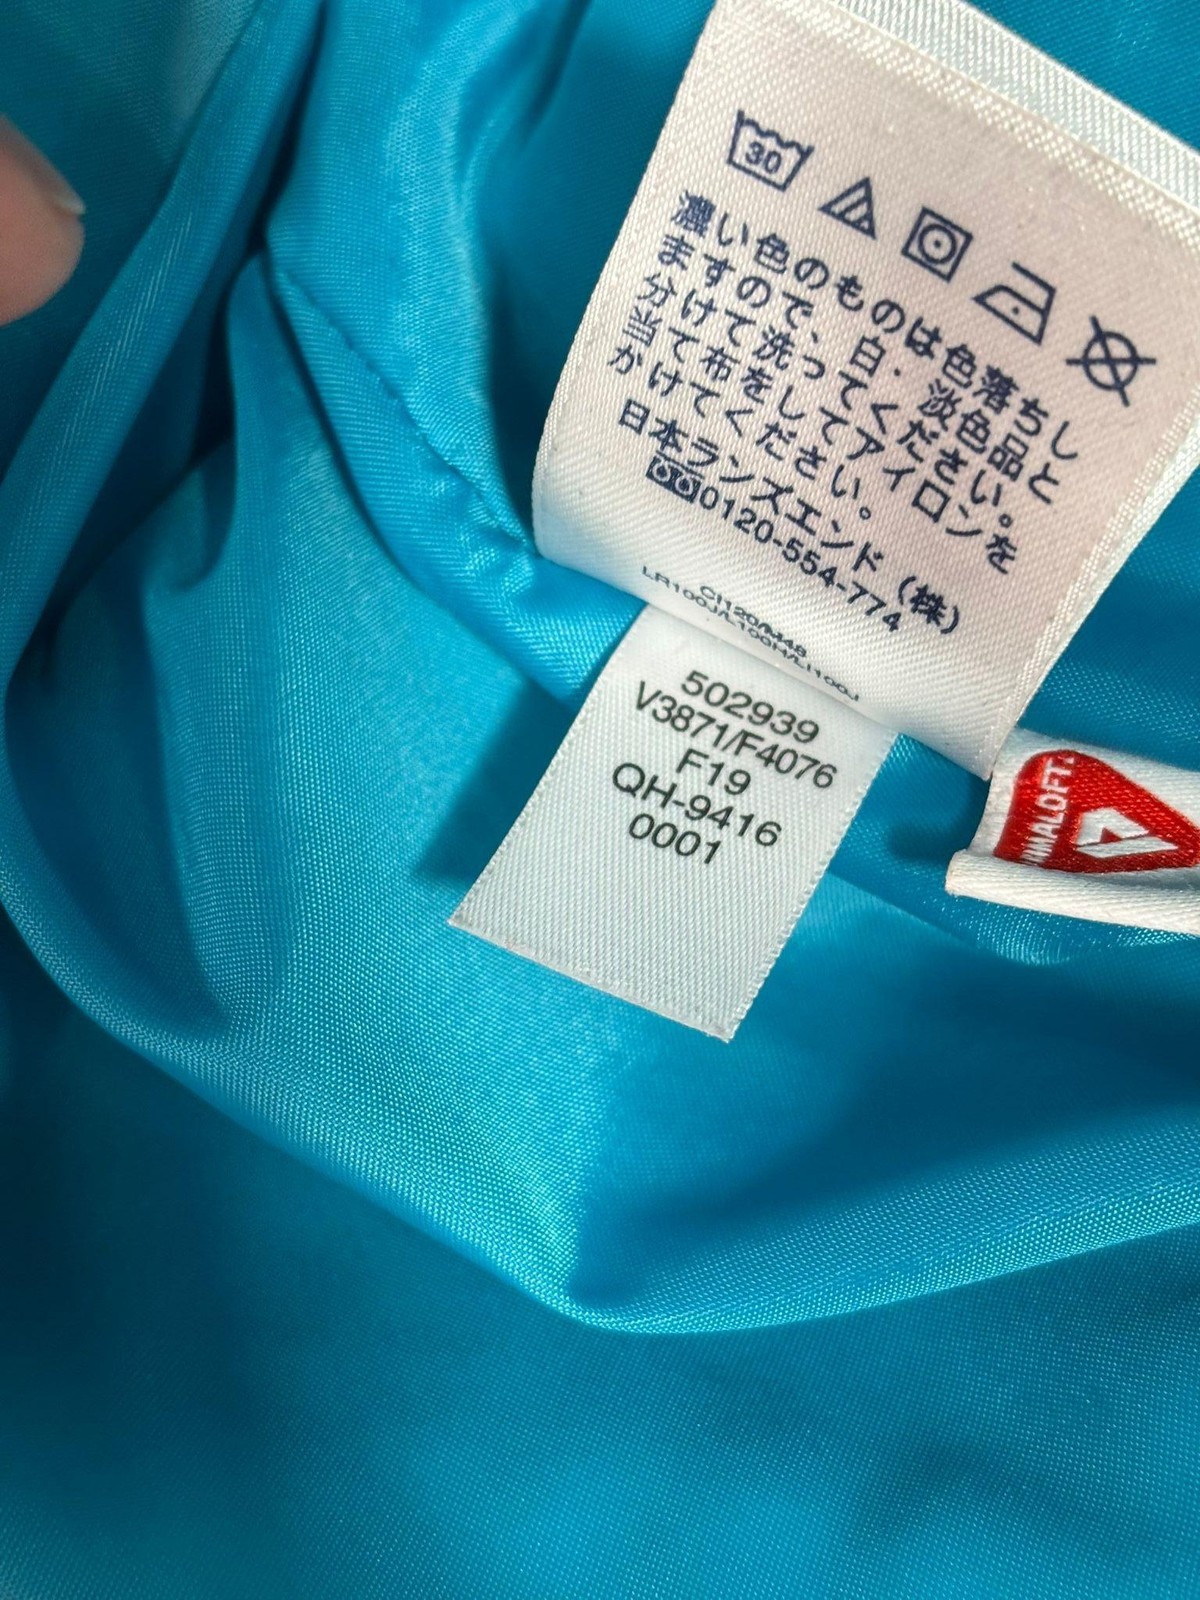 30
濃い色のものは色落ちし
ますので、白・淡色品と
分けて洗ってください。
当て布をしてアイロンを
かけてください。
日本ランズエンド（株）
0120-554-774
LR100J/L100H/L100J
502939
V3871/F4076
F19
QH-9416
0001